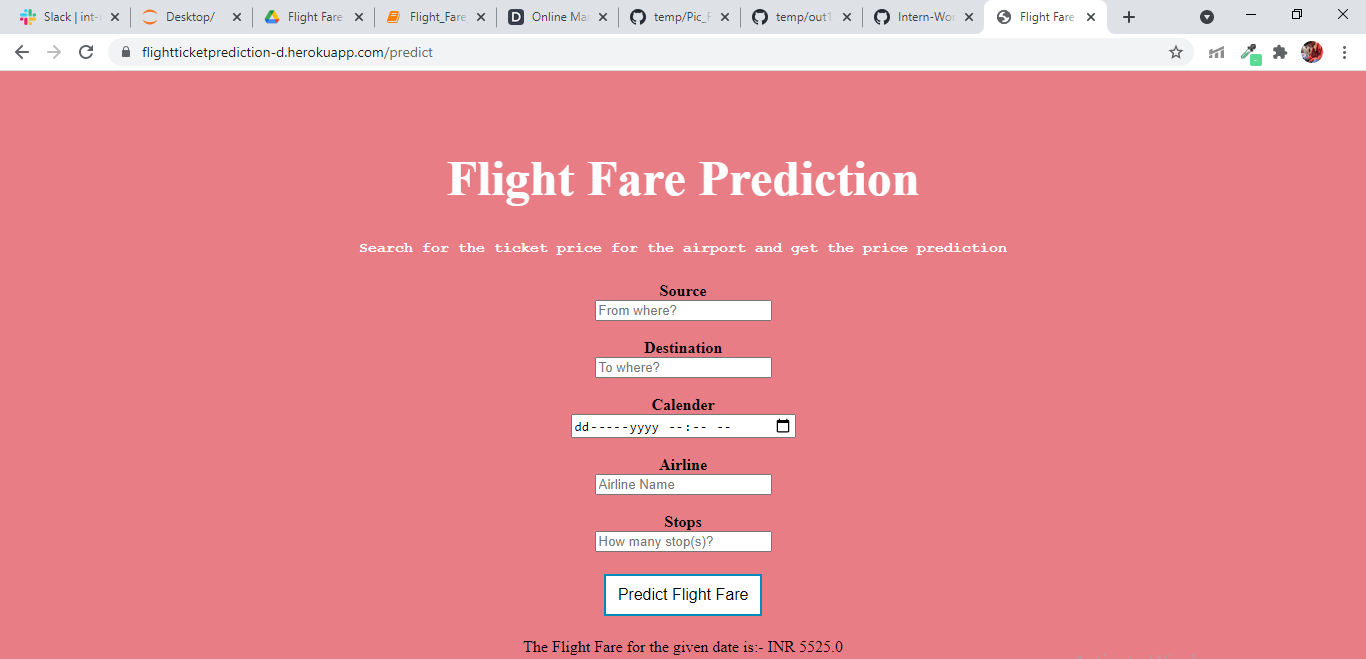 Slack | int-
Desktop/
Flight Fare
Flight_Fare
Online Ma
temp/Pic_F
temp/out1
Intern-Wor
Flight Fare
flightticketprediction-d.herokuapp.com/predict
Flight Fare Prediction
Search for the ticket price for the airport and get the price prediction
Source
From where?
Destination
To where?
Calender
dd-----yyyy --:-- --
Airline
Airline Name
Stops
How many stop(s)?
Predict Flight Fare
The Flight Fare for the given date is:- INR 5525.0